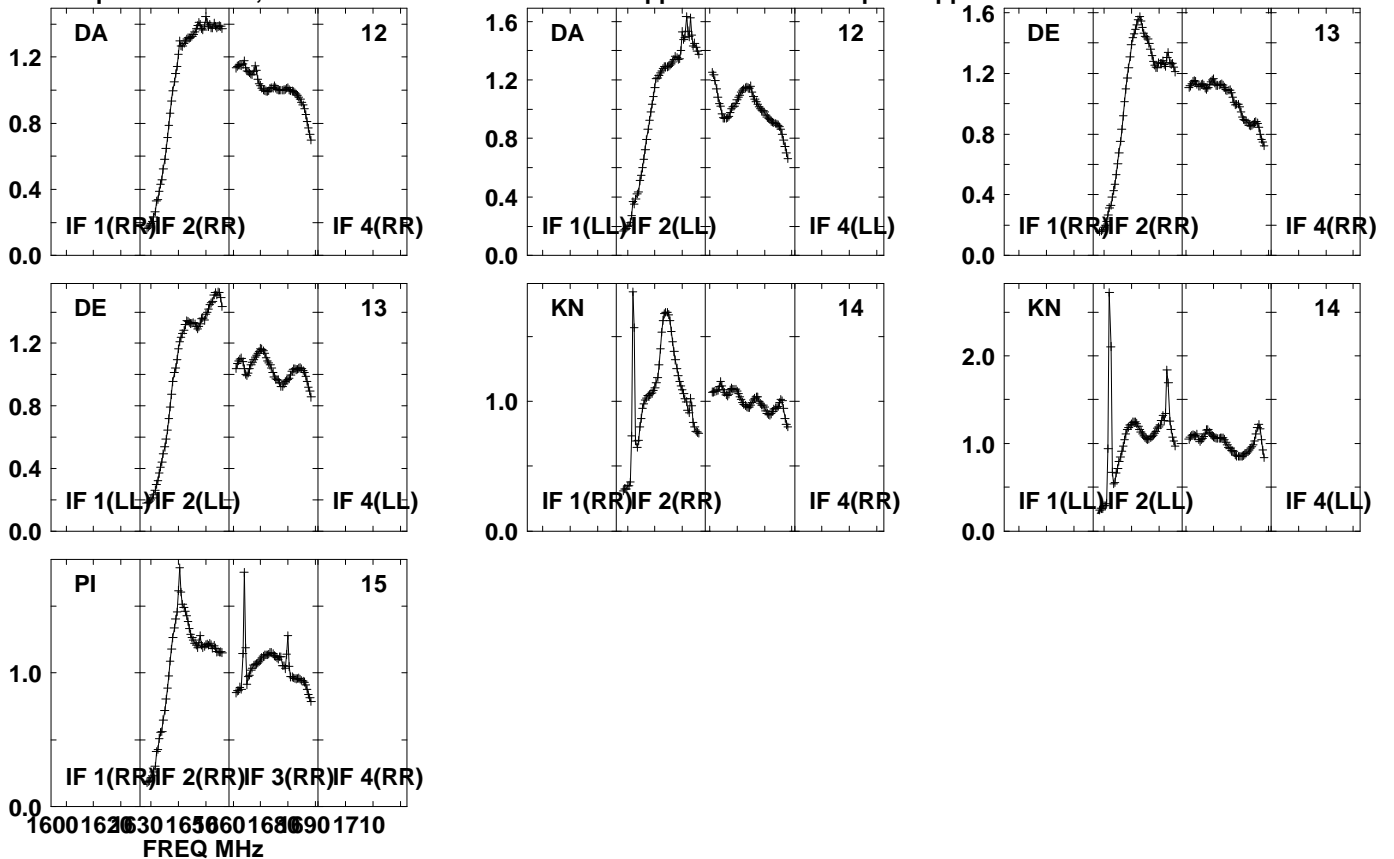 DA 12
1.2
0.8
0.4
0.0
IF 1(RR) IF 2(RR) IF 4(RR)
DA 12
1.6
1.2
0.8
0.4
0.0
IF 1(LL) IF 2(LL) IF 4(LL)
DE 13
1.6
1.2
0.8
0.4
0.0
IF 1(RR) IF 2(RR) IF 4(RR)
DE 13
1.2
0.8
0.4
0.0
IF 1(LL) IF 2(LL) IF 4(LL)
KN 14
1.0
0.0
IF 1(RR) IF 2(RR) IF 4(RR)
KN 14
2.0
1.0
0.0
IF 1(LL) IF 2(LL) IF 4(LL)
PI 15
1.0
0.0
IF 1(RR) IF 2(RR) IF 3(RR) IF 4(RR)
1600 1620 1630 1650 1660 1680 1690 1710
FREQ MHz